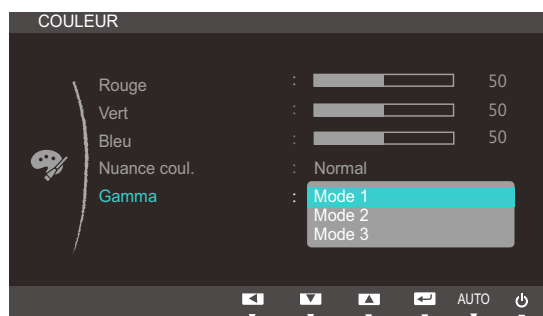 COULEUR
Rouge : 50
Vert : 50
Bleu : 50
Nuance coul. : Normal
Gamma : Mode 1
Mode 2
Mode 3
AUTO